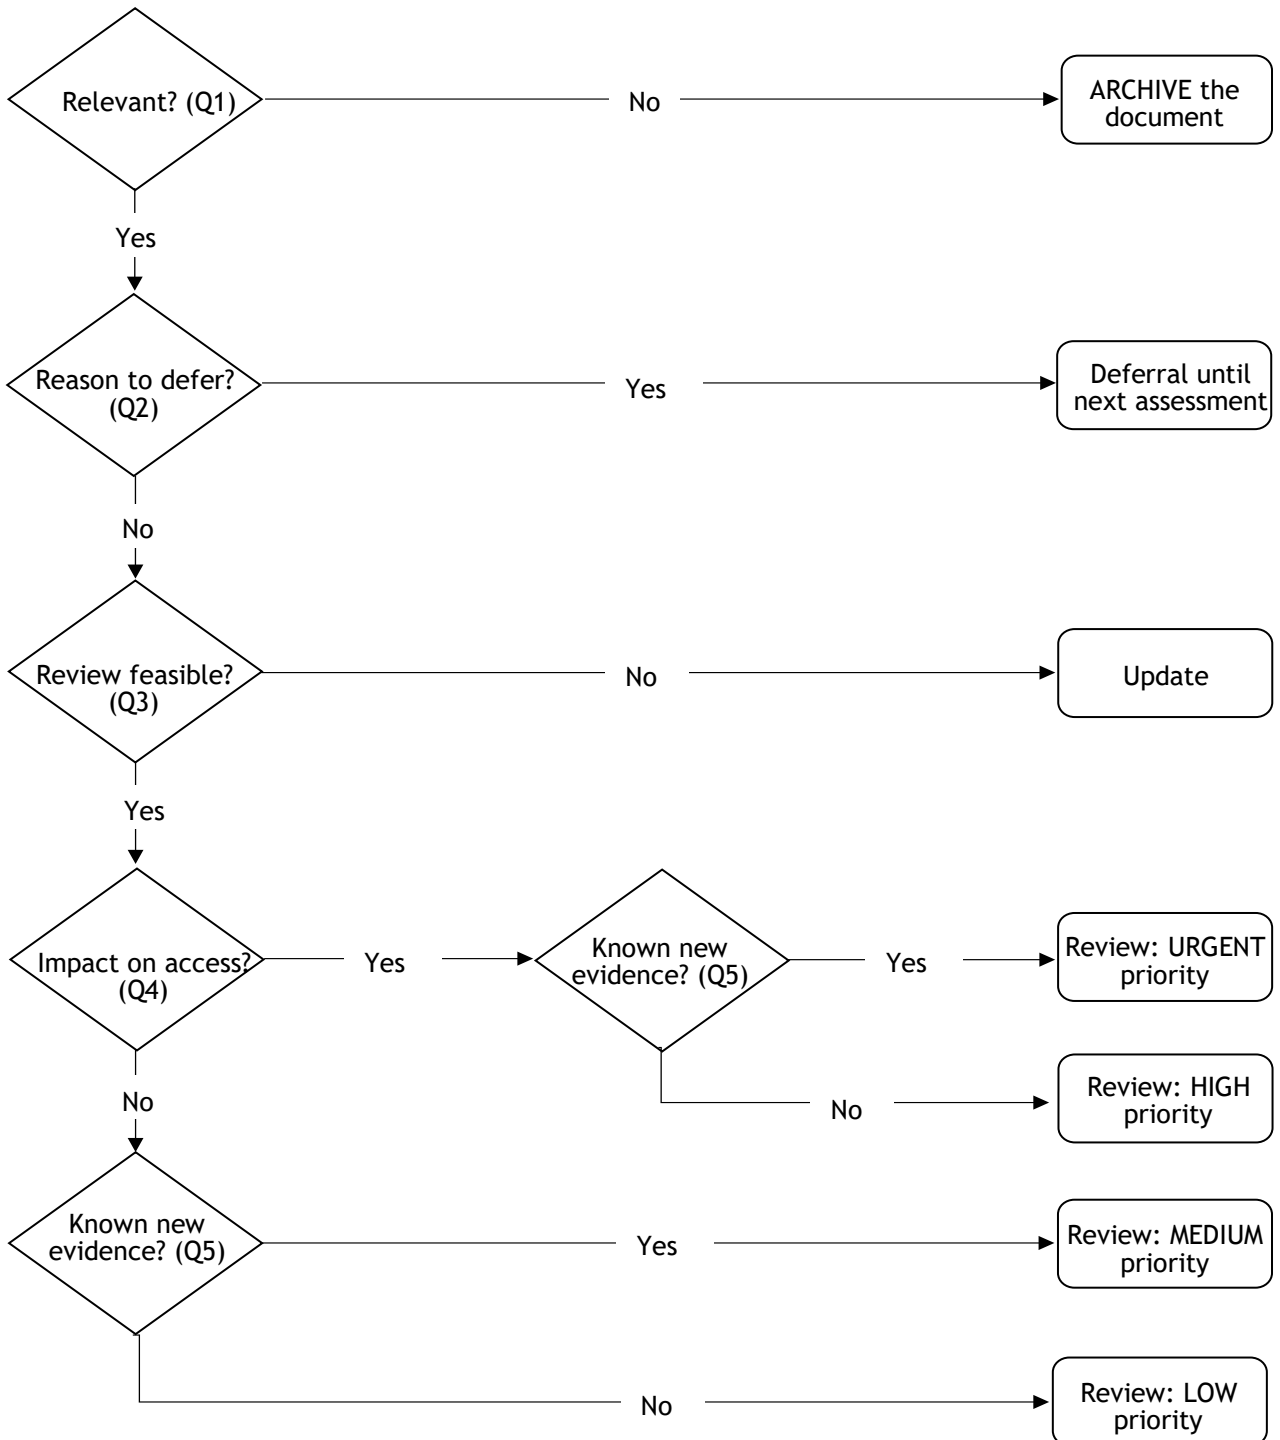 Relevant? (Q1)
No
ARCHIVE the
document
Yes
Reason to defer?
(Q2)
Yes
Deferral until
next assessment
No
Review feasible?
(Q3)
No
Update
Yes
Impact on access?
(Q4)
Yes
Known new
evidence? (Q5)
Yes
Review: URGENT
priority
No
Review: HIGH
priority
No
Known new
evidence? (Q5)
Yes
Review: MEDIUM
priority
No
Review: LOW
priority